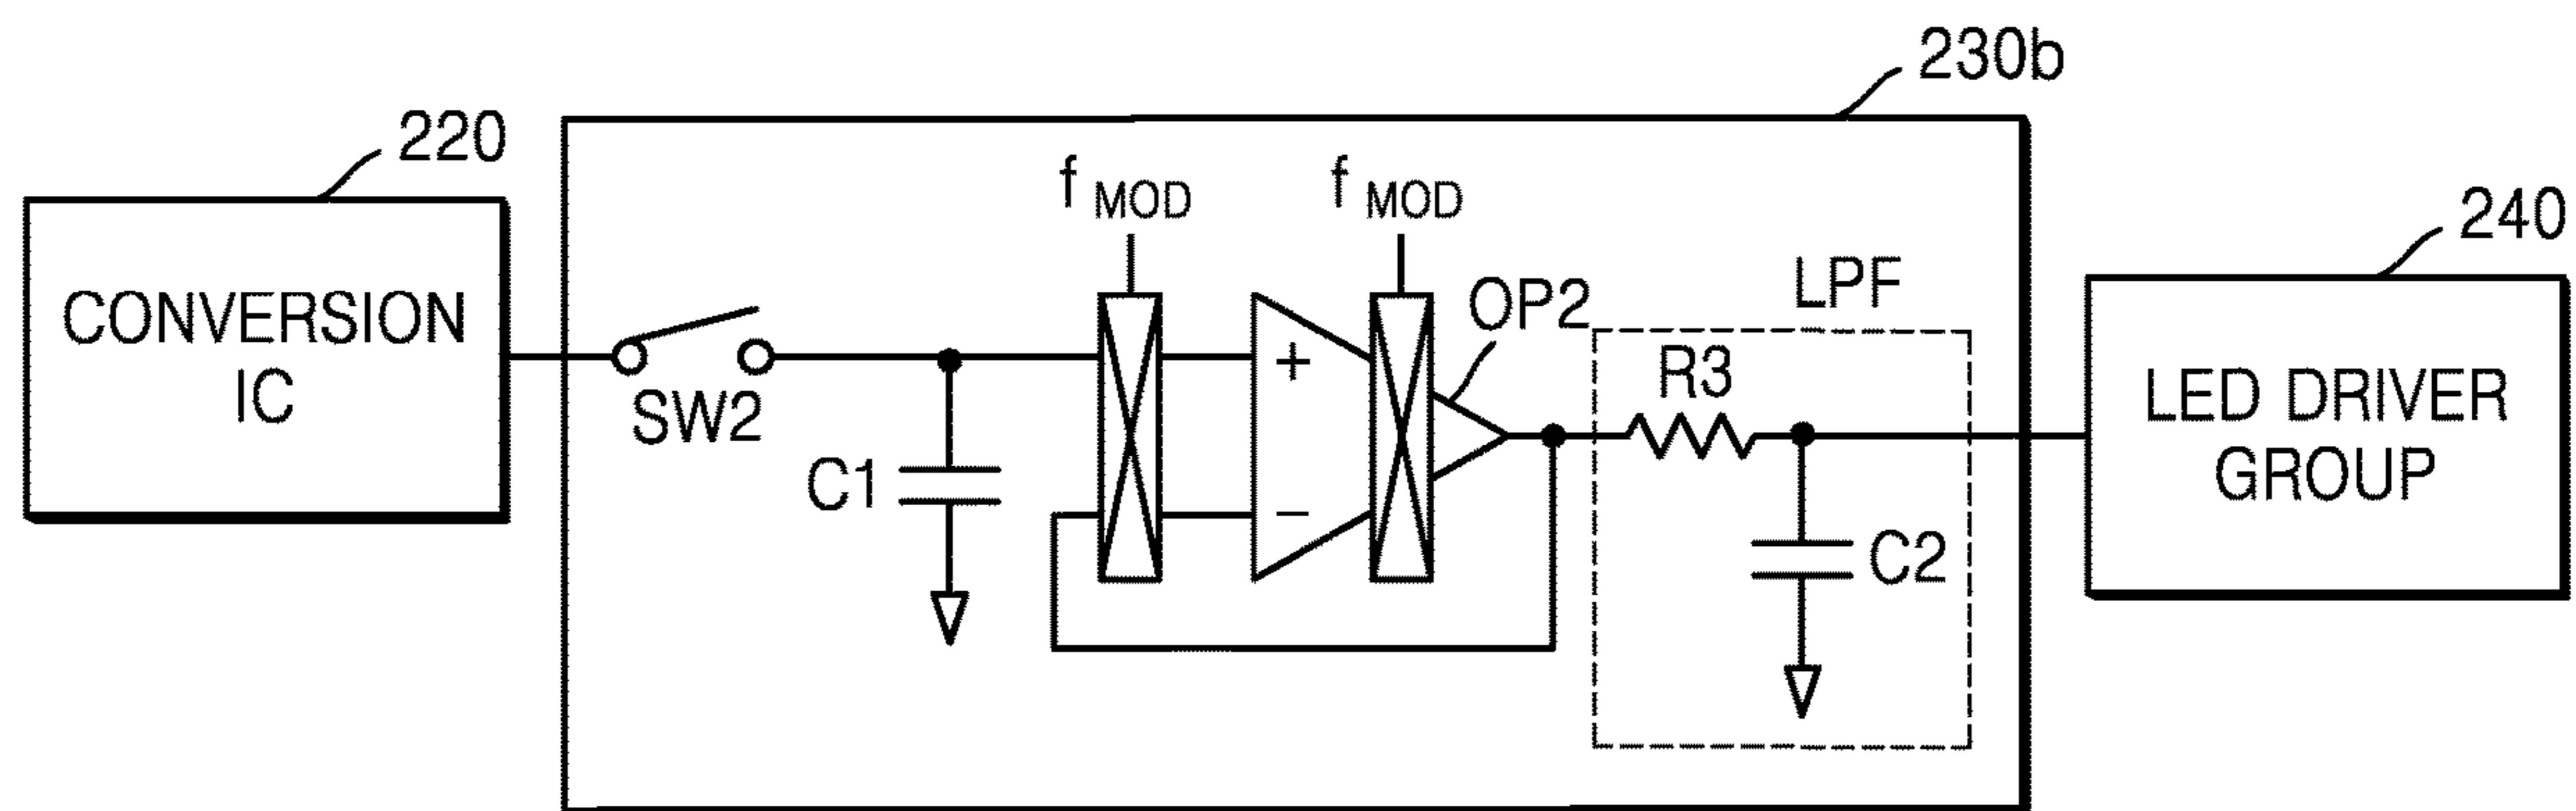 230b
220
f MOD
f MOD
240
CONVERSION
IC
SW2
C1
+
−
OP2
LPF
R3
C2
LED DRIVER
GROUP